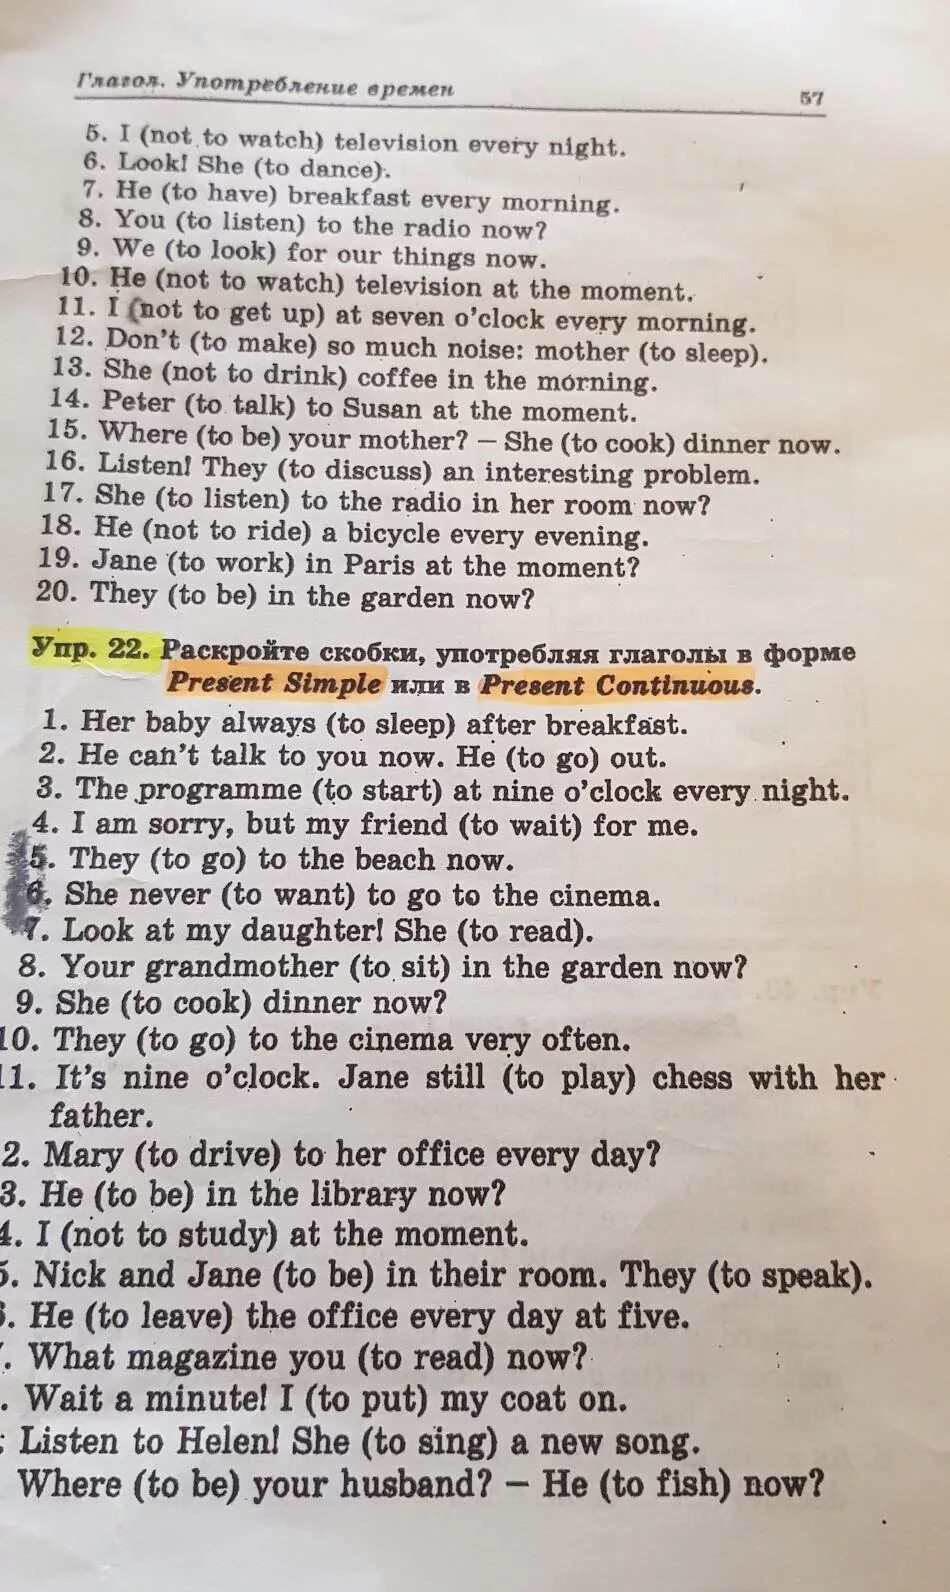 Глагол. Употребление времен
57
5. I (not to watch) television every night.
6. Look! She (to dance).
7. He (to have) breakfast every morning.
8. You (to listen) to the radio now?
9. We (to look) for our things now.
10. He (not to watch) television at the moment.
11. I (not to get up) at seven o'clock every morning.
12. Don't (to make) so much noise: mother (to sleep).
13. She (not to drink) coffee in the morning.
14. Peter (to talk) to Susan at the moment.
15. Where (to be) your mother? – She (to cook) dinner now.
16. Listen! They (to discuss) an interesting problem.
17. She (to listen) to the radio in her room now?
18. He (not to ride) a bicycle every evening.
19. Jane (to work) in Paris at the moment?
20. They (to be) in the garden now?
Упр. 22. Раскройте скобки, употребляя глаголы в форме
Present Simple или в Present Continuous.
1. Her baby always (to sleep) after breakfast.
2. He can't talk to you now. He (to go) out.
3. The programme (to start) at nine o'clock every night.
4. I am sorry, but my friend (to wait) for me.
5. They (to go) to the beach now.
6. She never (to want) to go to the cinema.
7. Look at my daughter! She (to read).
8. Your grandmother (to sit) in the garden now?
9. She (to cook) dinner now?
10. They (to go) to the cinema very often.
11. It's nine o'clock. Jane still (to play) chess with her
father.
2. Mary (to drive) to her office every day?
3. He (to be) in the library now?
4. I (not to study) at the moment.
5. Nick and Jane (to be) in their room. They (to speak).
. He (to leave) the office every day at five.
. What magazine you (to read) now?
. Wait a minute! I (to put) my coat on.
Listen to Helen! She (to sing) a new song.
Where (to be) your husband? – He (to fish) now?